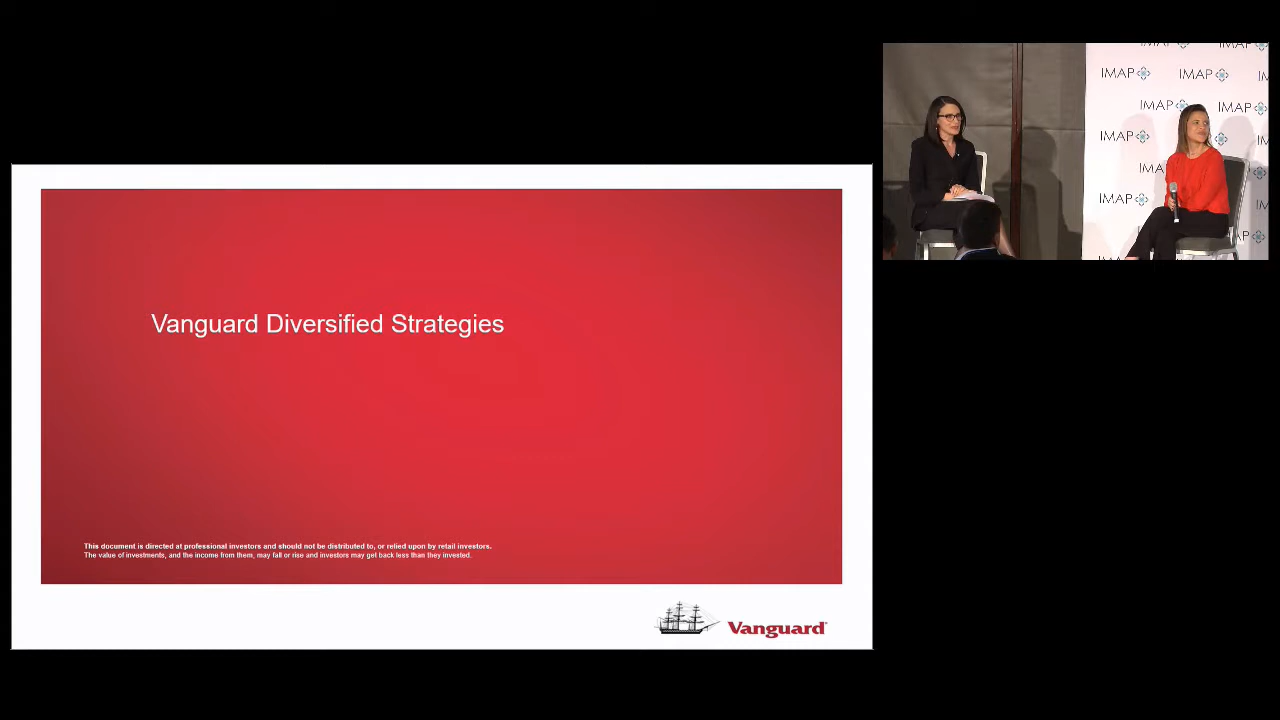 Vanguard Diversified Strategies
This document is directed at professional investors and should not be distributed to, or relied upon by retail investors.
The value of investments, and the income from them, may fall or rise and investors may get back less than they invested.
Vanguard®
IMAP
IMAP IMAP
IMAP IMAP
IMAP
IMAP
IMAP